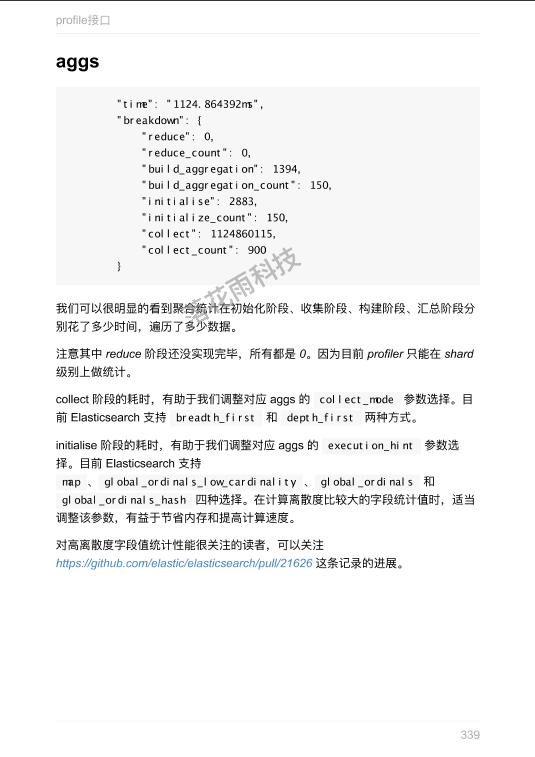 profile接口
aggs
"time": "1124.864392ms",
"breakdown": {
"reduce": 0,
"reduce_count": 0,
"build_aggregation": 1394,
"build_aggregation_count": 150,
"initialise": 2883,
"initialize_count": 150,
"collect": 1124860115,
"collect_count": 900
}
落花雨科技
我们可以很明显的看到聚合统计在初始化阶段、收集阶段、构建阶段、汇总阶段分
别花了多少时间，遍历了多少数据。
注意其中 reduce 阶段还没实现完毕，所有都是 0。因为目前 profiler 只能在 shard
级别上做统计。
collect 阶段的耗时，有助于我们调整对应 aggs 的 collect_mode 参数选择。目
前 Elasticsearch 支持 breadth_first 和 depth_first 两种方式。
initialise 阶段的耗时，有助于我们调整对应 aggs 的 execution_hint 参数选
择。目前 Elasticsearch 支持
map 、 global_ordinals_low_cardinality 、 global_ordinals 和
global_ordinals_hash 四种选择。在计算离散度比较大的字段统计值时，适当
调整该参数，有益于节省内存和提高计算速度。
对高离散度字段值统计性能很关注的读者，可以关注
https://github.com/elastic/elasticsearch/pull/21626 这条记录的进展。
339